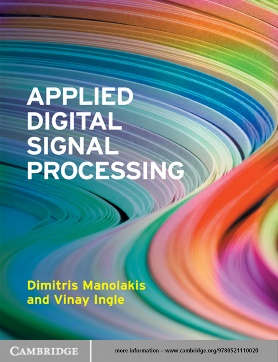 APPLIED
DIGITAL
SIGNAL
PROCESSING
Dimitris Manolakis
and Vinay Ingle
CAMBRIDGE
more information – www.cambridge.org/9780521110020